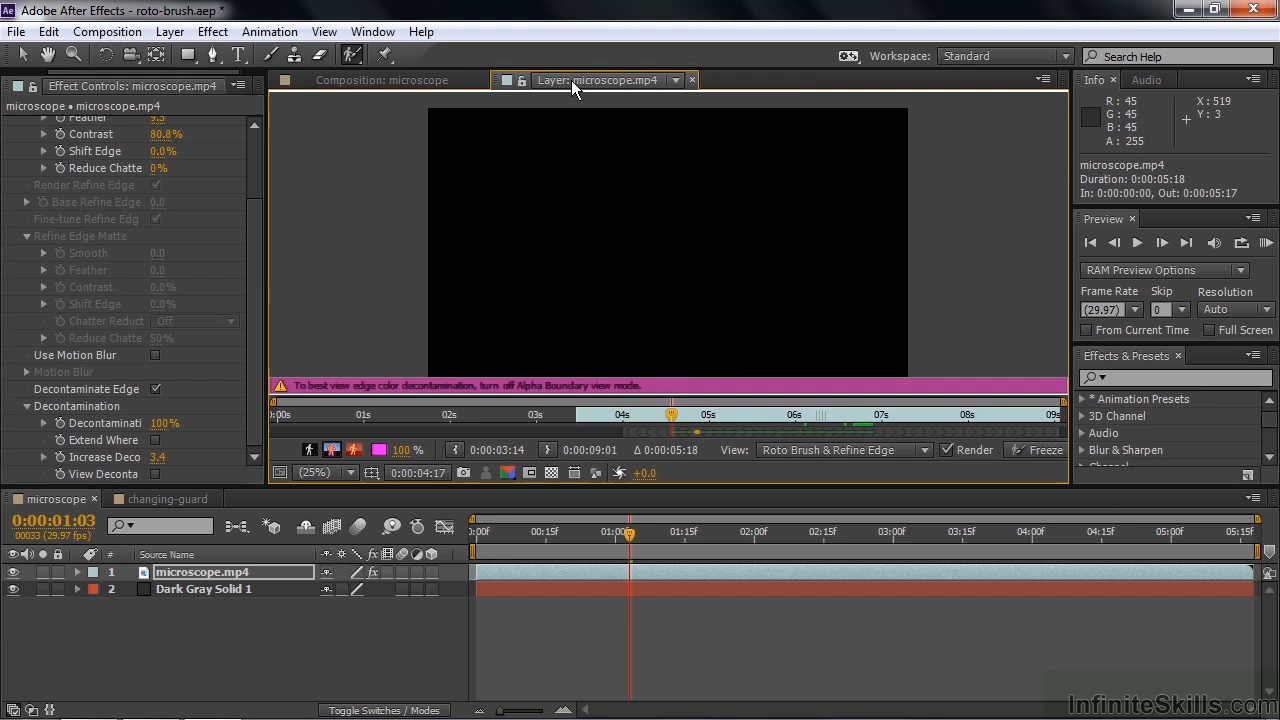 Adobe After Effects - roto-brush.aep *
File Edit Composition Layer Effect Animation View Window Help
Workspace: Standard Search Help
Effect Controls: microscope.mp4
Composition: microscope
Layer: microscope.mp4
Info Audio
microscope • microscope.mp4
Feather 9.5
Contrast 80.8%
Shift Edge 0.0%
Reduce Chatte 0%
Render Refine Edge
Base Refine Edge 0.0
Fine-tune Refine Edg
Refine Edge Matte
Smooth 0.0
Feather 0.0
Contrast 0.0%
Shift Edge 0.0%
Chatter Reduct Off
Reduce Chatte 50%
Use Motion Blur
Motion Blur
Decontaminate Edge
Decontamination
Decontaminati 100%
Extend Where
Increase Deco 3.4
View Deconta
To best view edge color decontamination, turn off Alpha Boundary view mode.
:00s 01s 02s 03s 04s 05s 06s 07s 08s 09s
100 % 0:00:03:14 0:00:09:01 Δ 0:00:05:18 View: Roto Brush & Refine Edge Render Freeze
(25%) 0:00:04:17 +0.0
R: 45 X: 519
G: 45 Y: 3
B: 45
A: 255
microscope.mp4
Duration: 0:00:05:18
In: 0:00:00:00, Out: 0:00:05:17
Preview
RAM Preview Options
Frame Rate Skip Resolution
(29.97) 0 Auto
From Current Time Full Screen
Effects & Presets
* Animation Presets
3D Channel
Audio
Blur & Sharpen
Channel
microscope changing-guard
0:00:01:03
00033 (29.97 fps)
:00f 00:15f 01:00f 01:15f 02:00f 02:15f 03:00f 03:15f 04:00f 04:15f 05:00f 05:15f
# Source Name
1 microscope.mp4
2 Dark Gray Solid 1
Toggle Switches / Modes
InfiniteSkills.com